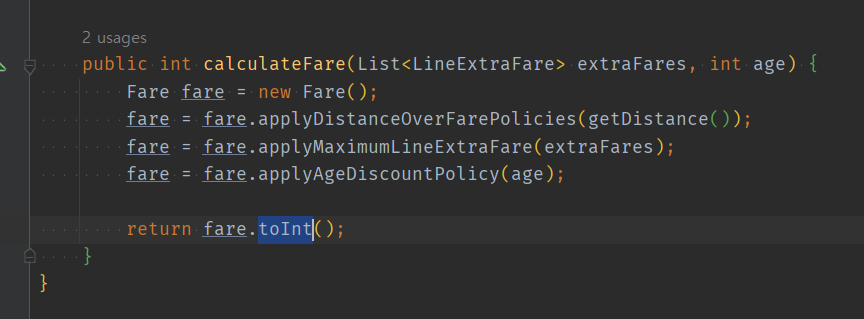 2 usages
public int calculateFare(List<LineExtraFare> extraFares, int age) {
Fare fare = new Fare();
fare = fare.applyDistanceOverFarePolicies(getDistance());
fare = fare.applyMaximumLineExtraFare(extraFares);
fare = fare.applyAgeDiscountPolicy(age);
return fare.toInt();
}
}